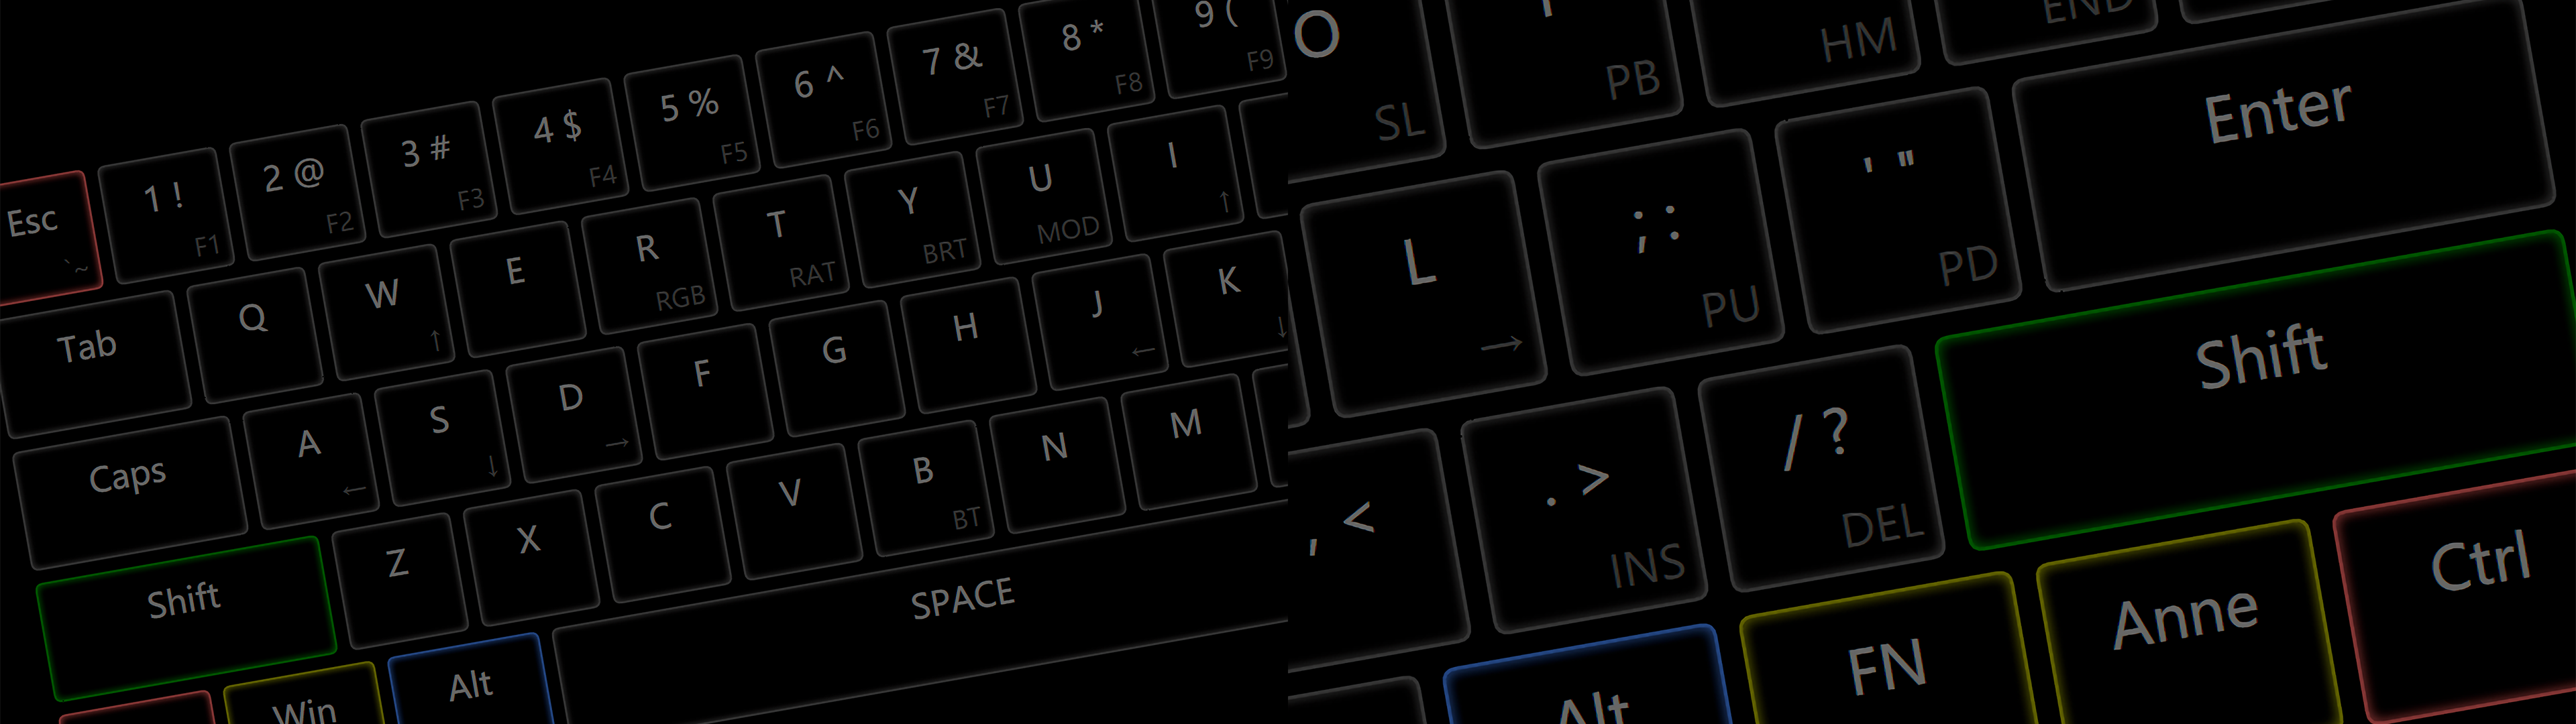 Esc `~
1 ! F1
2 @ F2
3 # F3
4 $ F4
5 % F5
6 ^ F6
7 & F7
8 * F8
9 ( F9
Tab
Q
W ↑
E
R RGB
T RAT
Y BRT
U MOD
I ↑
Caps
A ←
S ↓
D →
F
G
H
J ←
K ↓
Shift
Z
X
C
V
B BT
N
M
Win
Alt
SPACE
O SL
PB
HM
END
L →
; : PU
' " PD
Enter
, <
. > INS
/ ? DEL
Shift
Alt
FN
Anne
Ctrl